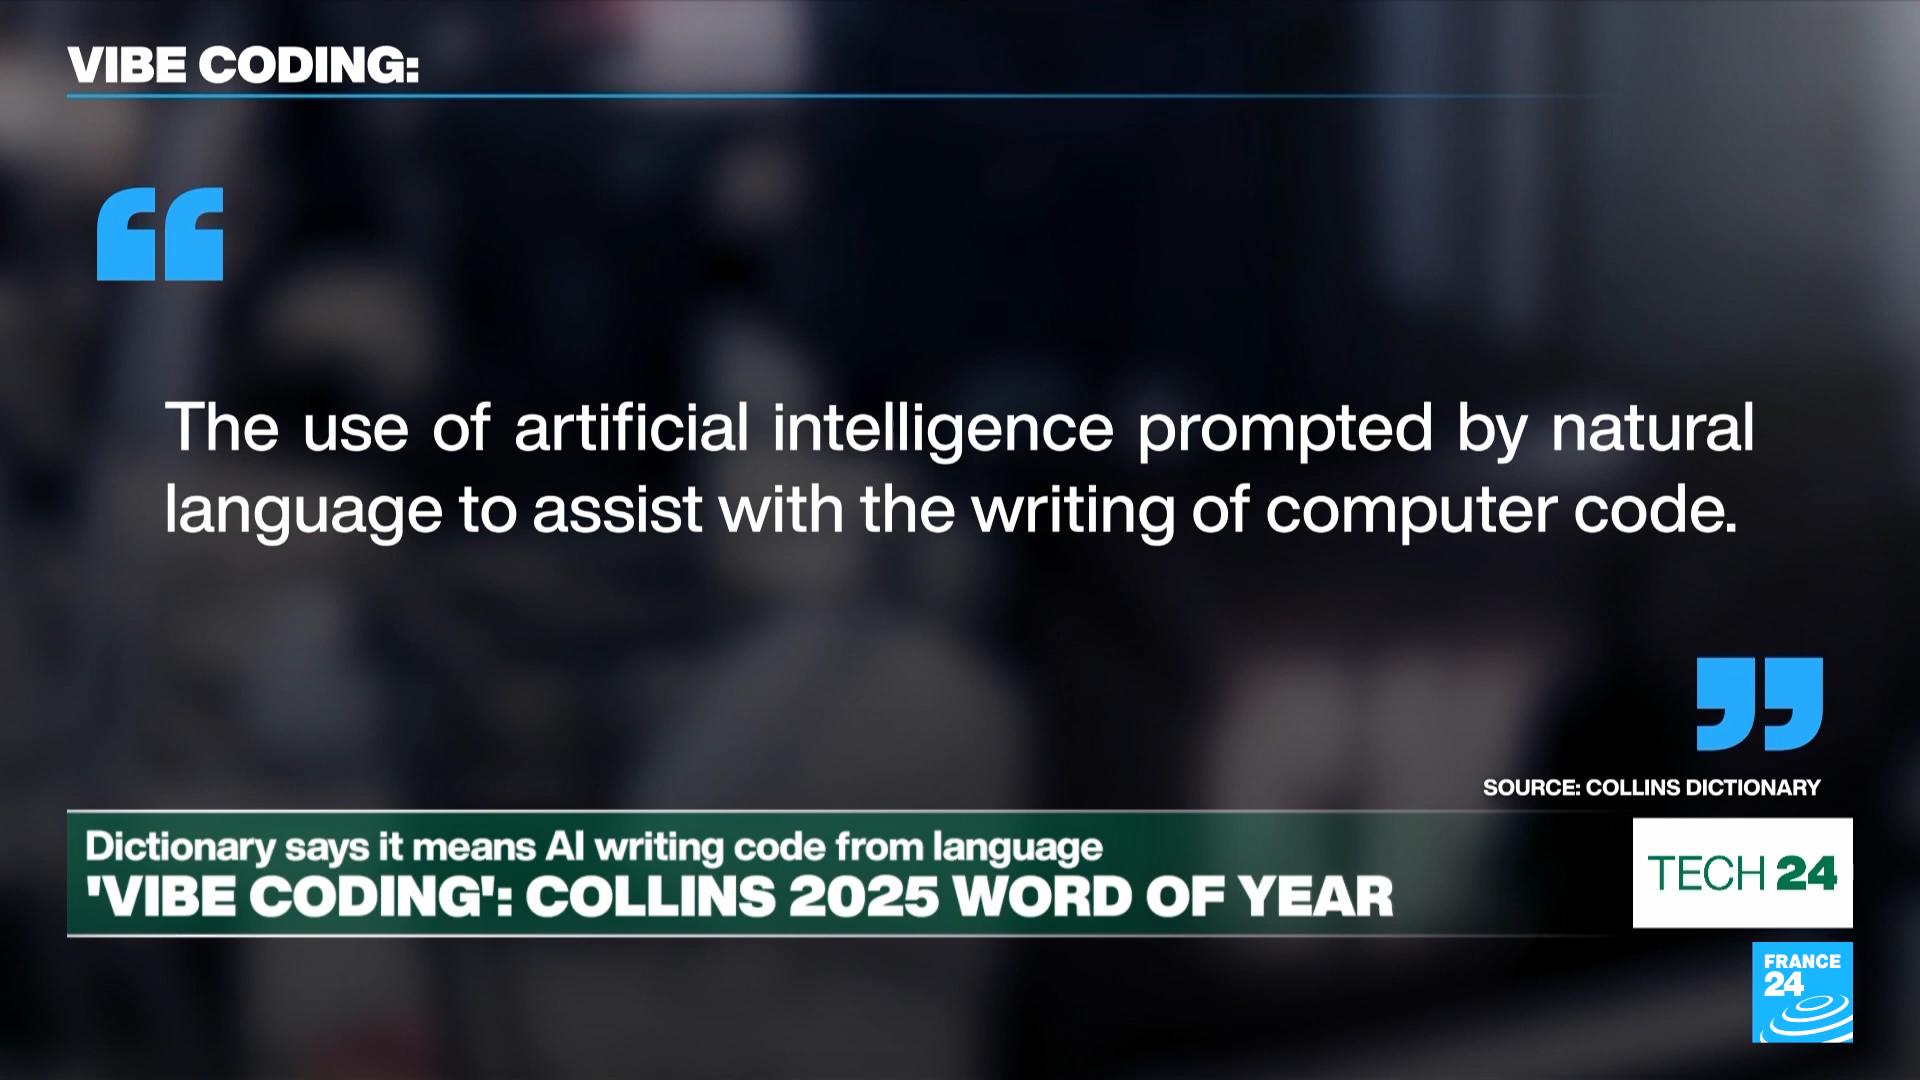 VIBE CODING:
“
The use of artificial intelligence prompted by natural
language to assist with the writing of computer code.
”
SOURCE: COLLINS DICTIONARY
Dictionary says it means AI writing code from language
'VIBE CODING': COLLINS 2025 WORD OF YEAR
TECH 24
FRANCE
24